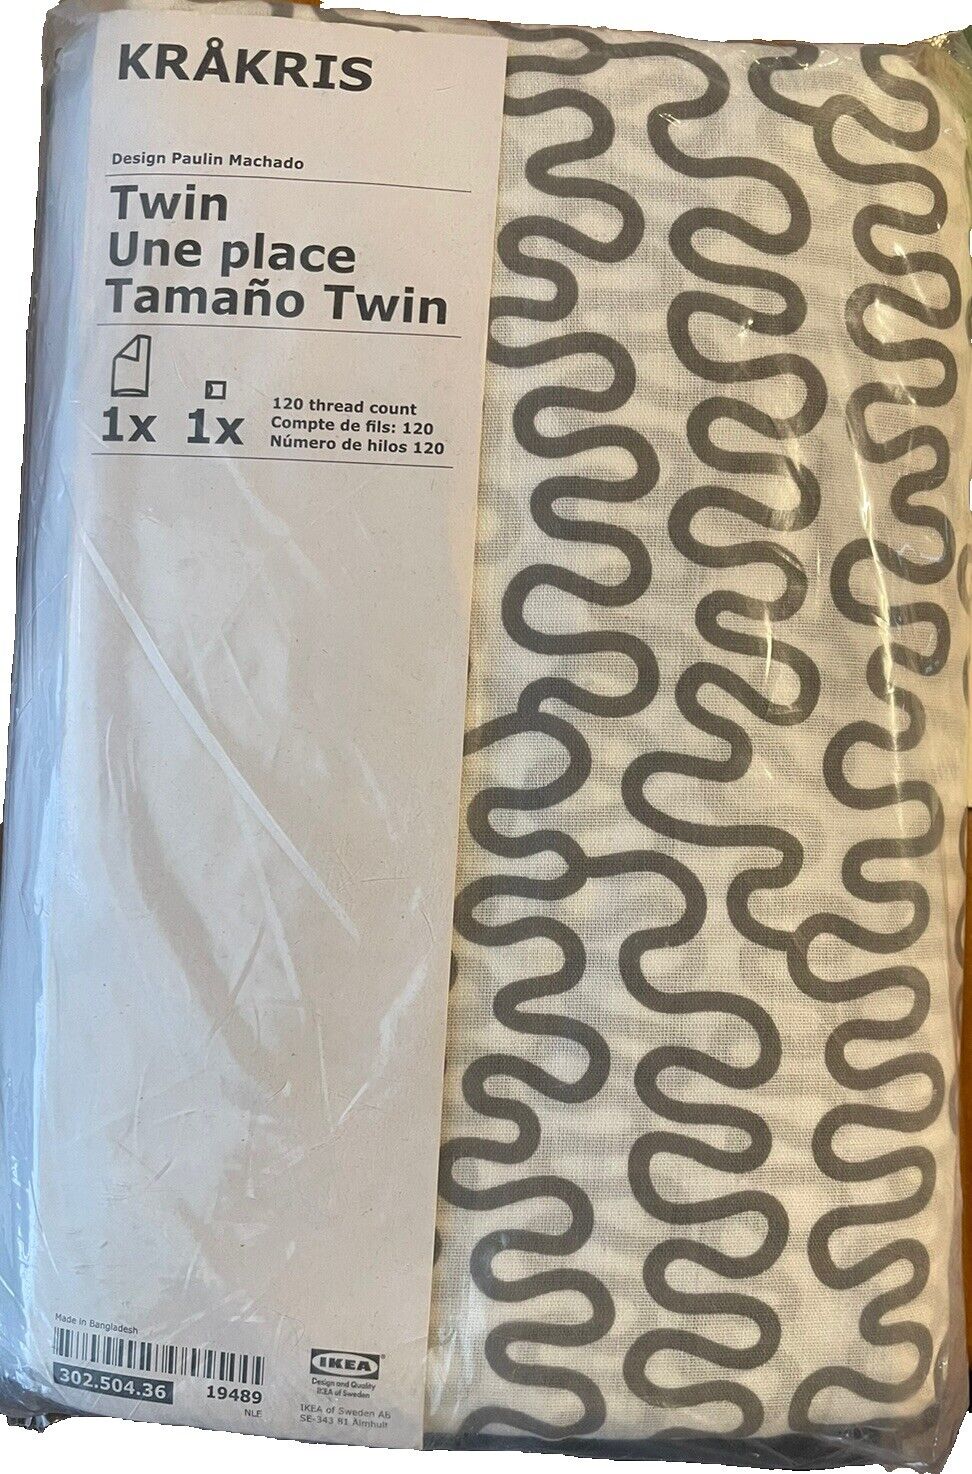 KRÅKRIS
Design Paulin Machado
Twin
Une place
Tamaño Twin
1x 1x
120 thread count
Compte de fils: 120
Número de hilos 120
Made in Bangladesh
302.504.36 19489
NLE
IKEA
Design and Quality
IKEA of Sweden
IKEA of Sweden AB
SE-343 81 Älmhult